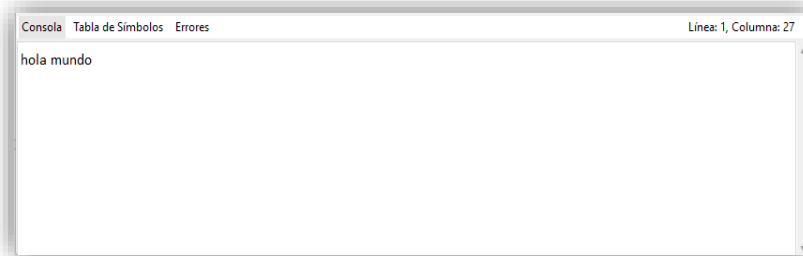 Consola Tabla de Símbolos Errores Línea: 1, Columna: 27
hola mundo